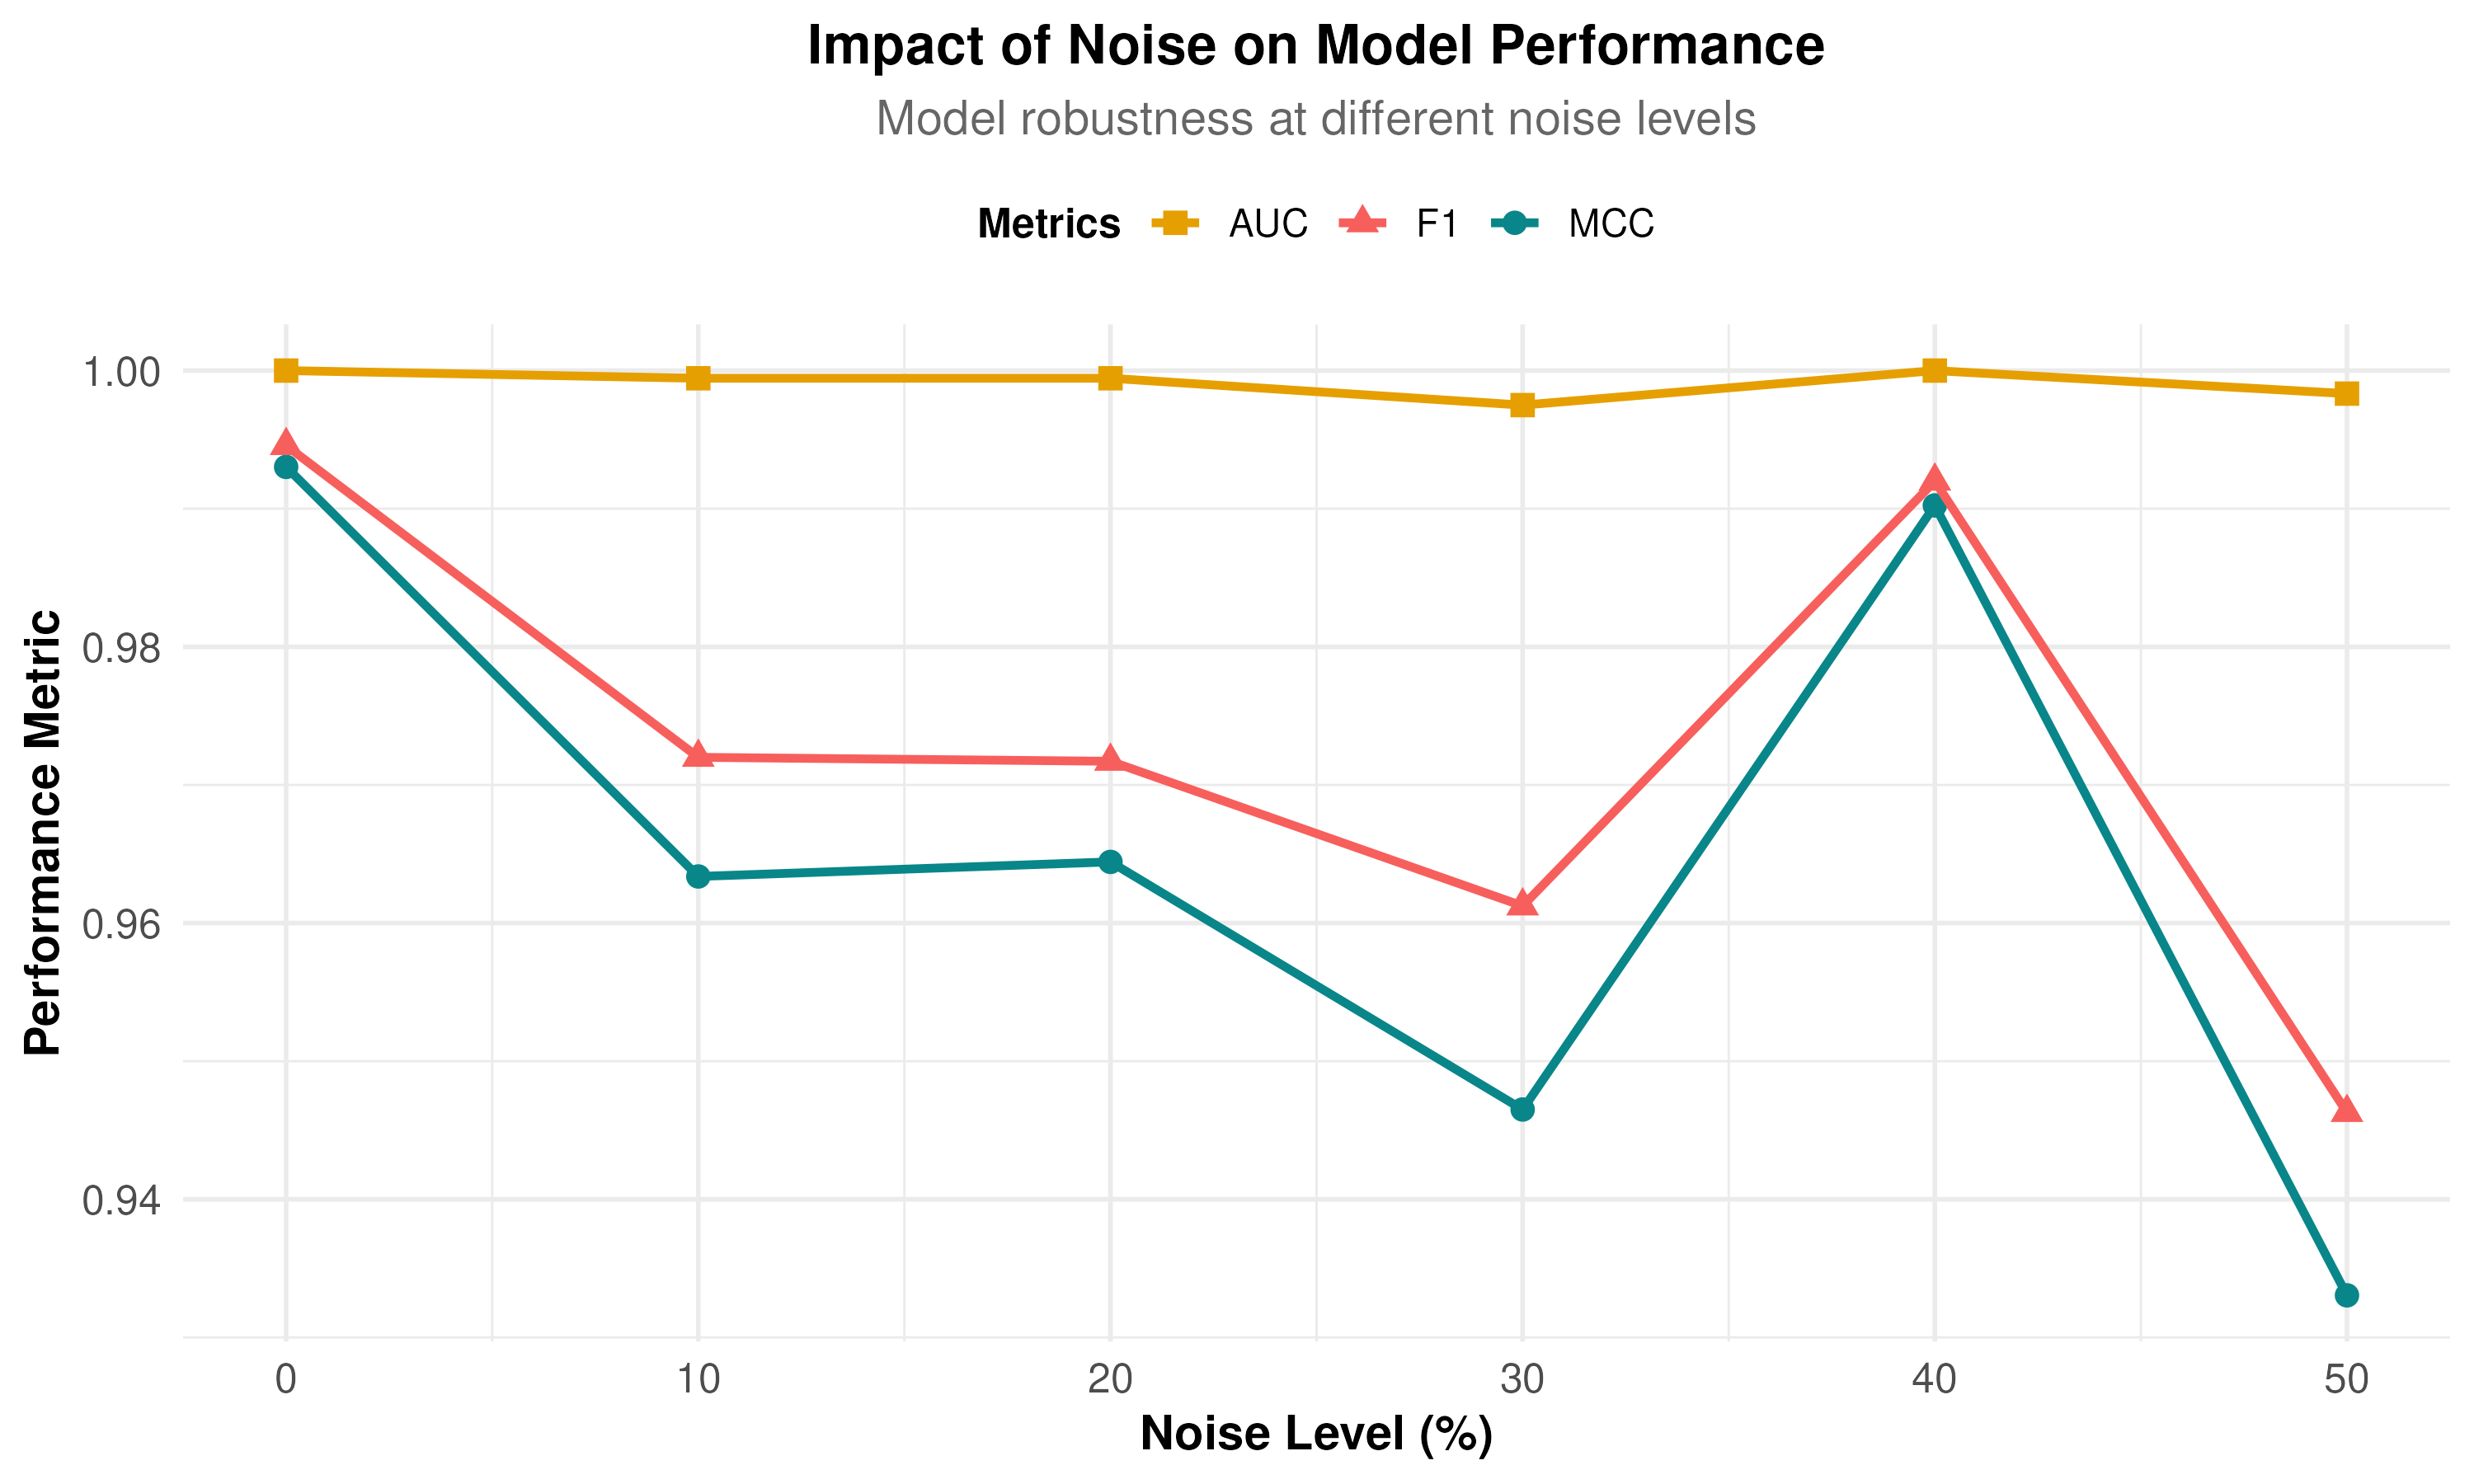 Impact of Noise on Model Performance
Model robustness at different noise levels
Metrics AUC F1 MCC
Performance Metric
1.00
0.98
0.96
0.94
0 10 20 30 40 50
Noise Level (%)